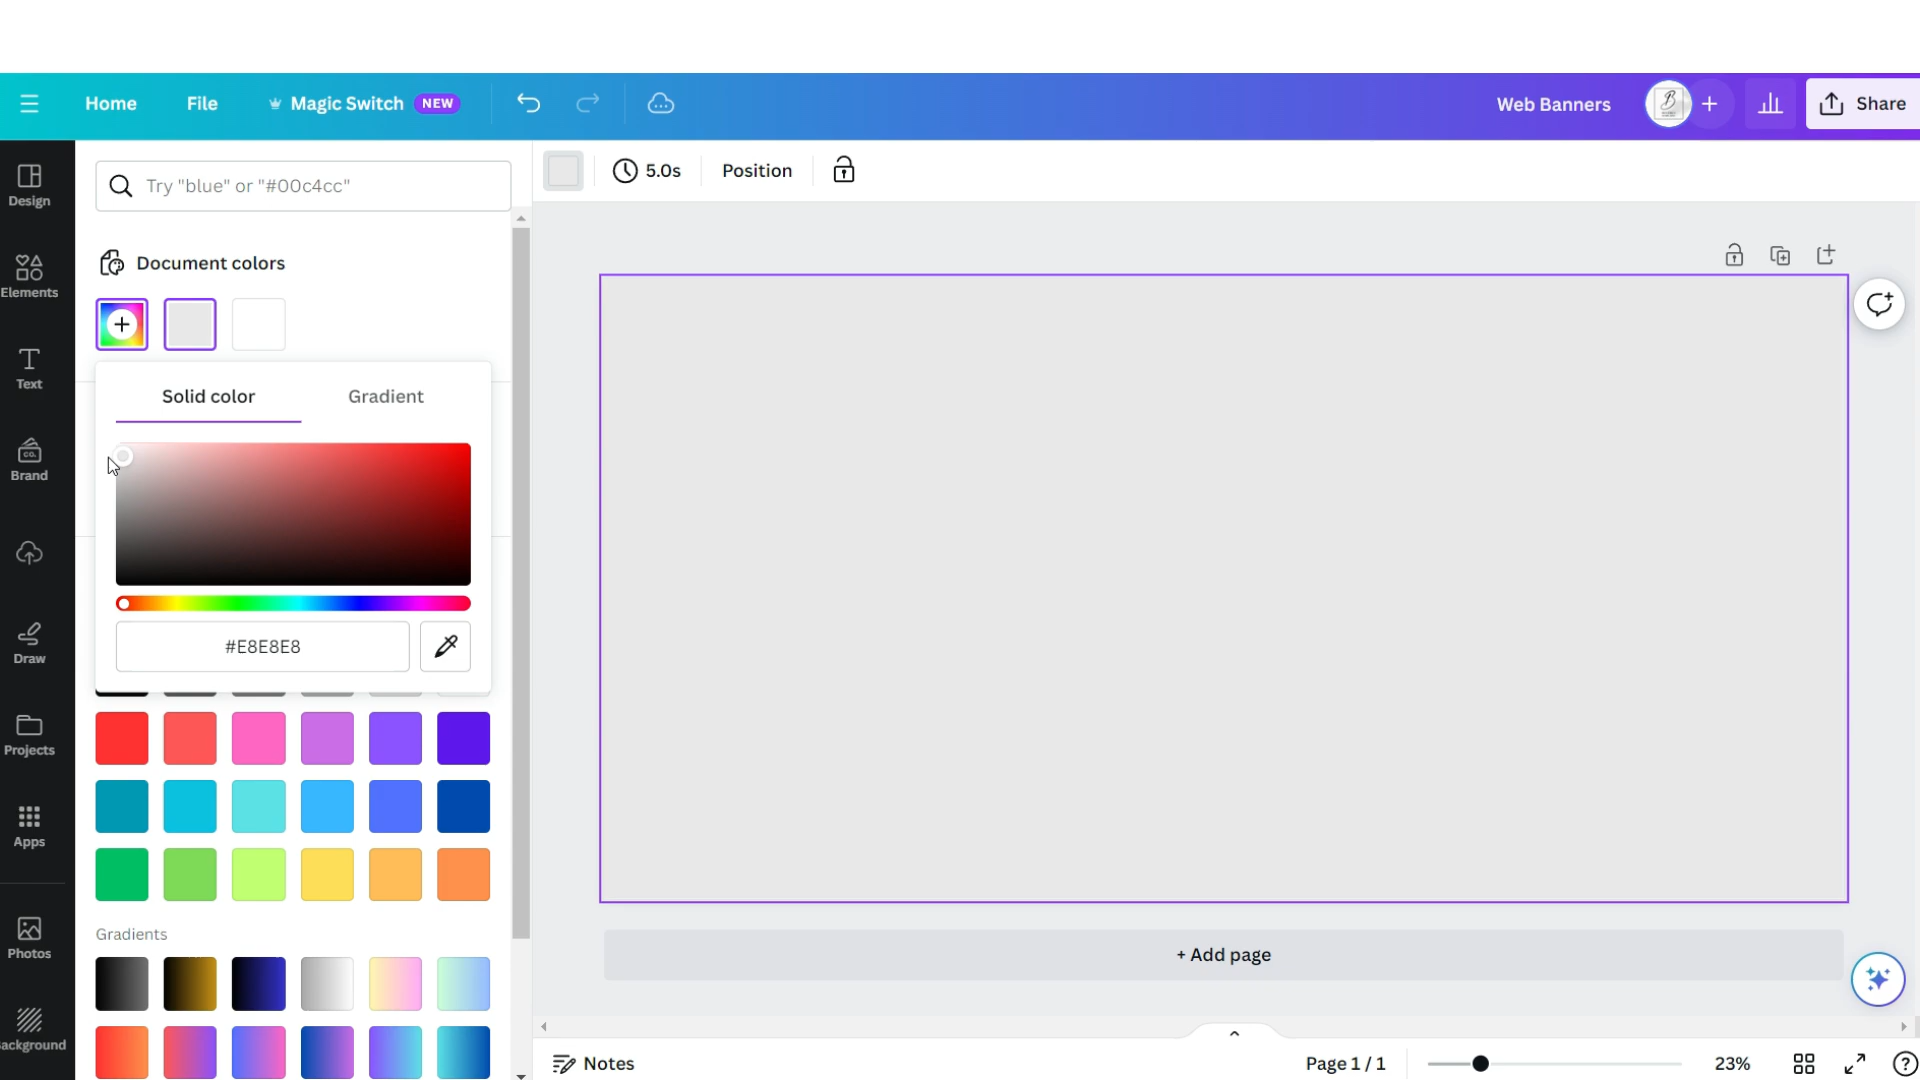 Home File Magic Switch NEW Web Banners Share
Try "blue" or "#00c4cc"
5.0s Position
Design
Document colors
Elements
Text
Solid color Gradient
Brand
#E8E8E8
Draw
Projects
Apps
Gradients
Photos
+ Add page
ackground
Notes Page 1 / 1 23%